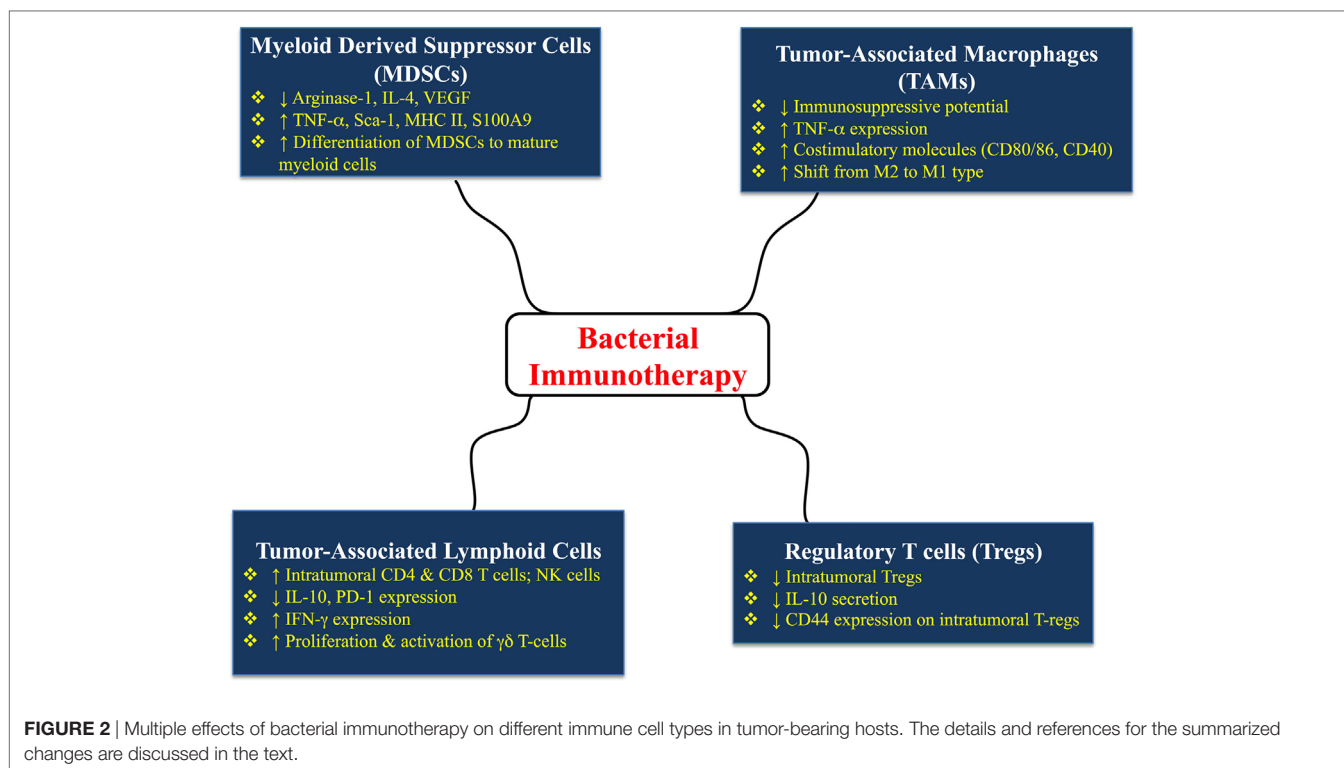 Myeloid Derived Suppressor Cells
(MDSCs)
❖ ↓ Arginase-1, IL-4, VEGF
❖ ↑ TNF-α, Sca-1, MHC II, S100A9
❖ ↑ Differentiation of MDSCs to mature
myeloid cells
Tumor-Associated Macrophages
(TAMs)
❖ ↓ Immunosuppressive potential
❖ ↑ TNF-α expression
❖ ↑ Costimulatory molecules (CD80/86, CD40)
❖ ↑ Shift from M2 to M1 type
Bacterial
Immunotherapy
Tumor-Associated Lymphoid Cells
❖ ↑ Intratumoral CD4 & CD8 T cells; NK cells
❖ ↓ IL-10, PD-1 expression
❖ ↑ IFN-γ expression
❖ ↑ Proliferation & activation of γδ T-cells
Regulatory T cells (Tregs)
❖ ↓ Intratumoral Tregs
❖ ↓ IL-10 secretion
❖ ↓ CD44 expression on intratumoral T-regs
FIGURE 2 | Multiple effects of bacterial immunotherapy on different immune cell types in tumor-bearing hosts. The details and references for the summarized
changes are discussed in the text.